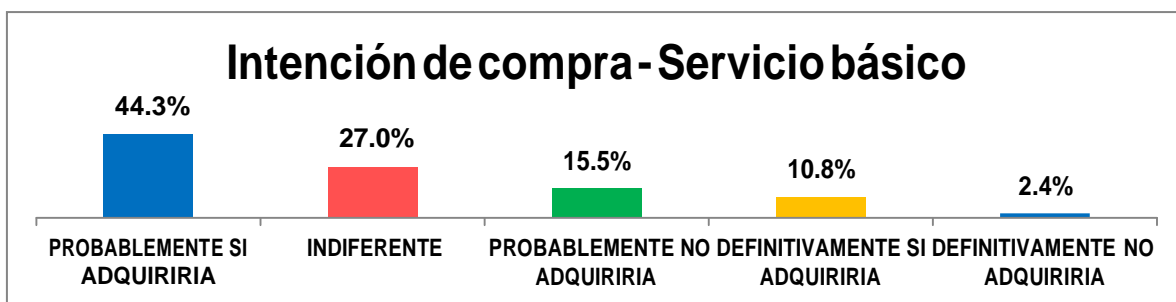 Intención de compra - Servicio básico
44.3%
27.0%
15.5%
10.8%
2.4%
PROBABLEMENTE SI
ADQUIRIRIA
INDIFERENTE
PROBABLEMENTE NO
ADQUIRIRIA
DEFINITIVAMENTE SI
ADQUIRIRIA
DEFINITIVAMENTE NO
ADQUIRIRIA